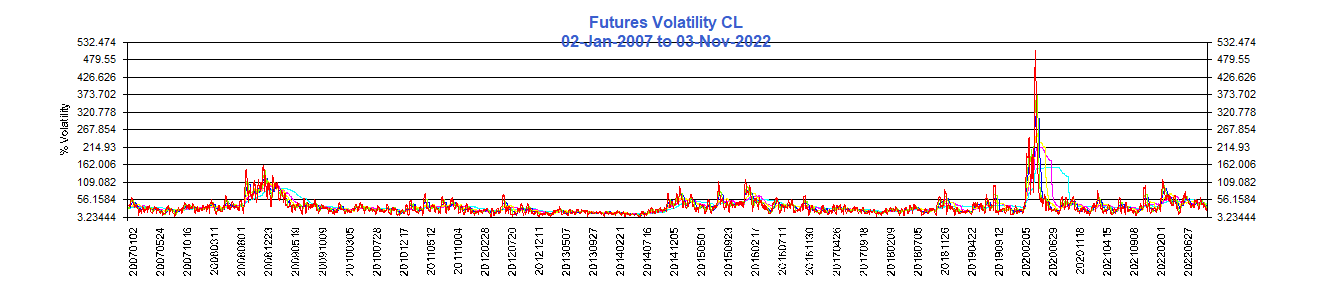 Futures Volatility CL
02-Jan-2007 to 03-Nov-2022
% Volatility
532.474 532.474
479.55 479.55
426.626 426.626
373.702 373.702
320.778 320.778
267.854 267.854
214.93 214.93
162.006 162.006
109.082 109.082
56.1584 56.1584
3.23444 3.23444
20070102 20070524 20071016 20080311 20080801 20081223 20090519 20091009 20100305 20100728 20101217 20110512 20111004 20120228 20120720 20121211 20130507 20130927 20140221 20140716 20141205 20150501 20150923 20160217 20160711 20161130 20170426 20170918 20180209 20180705 20181126 20190422 20190912 20200205 20200629 20201118 20210415 20210908 20220201 20220627